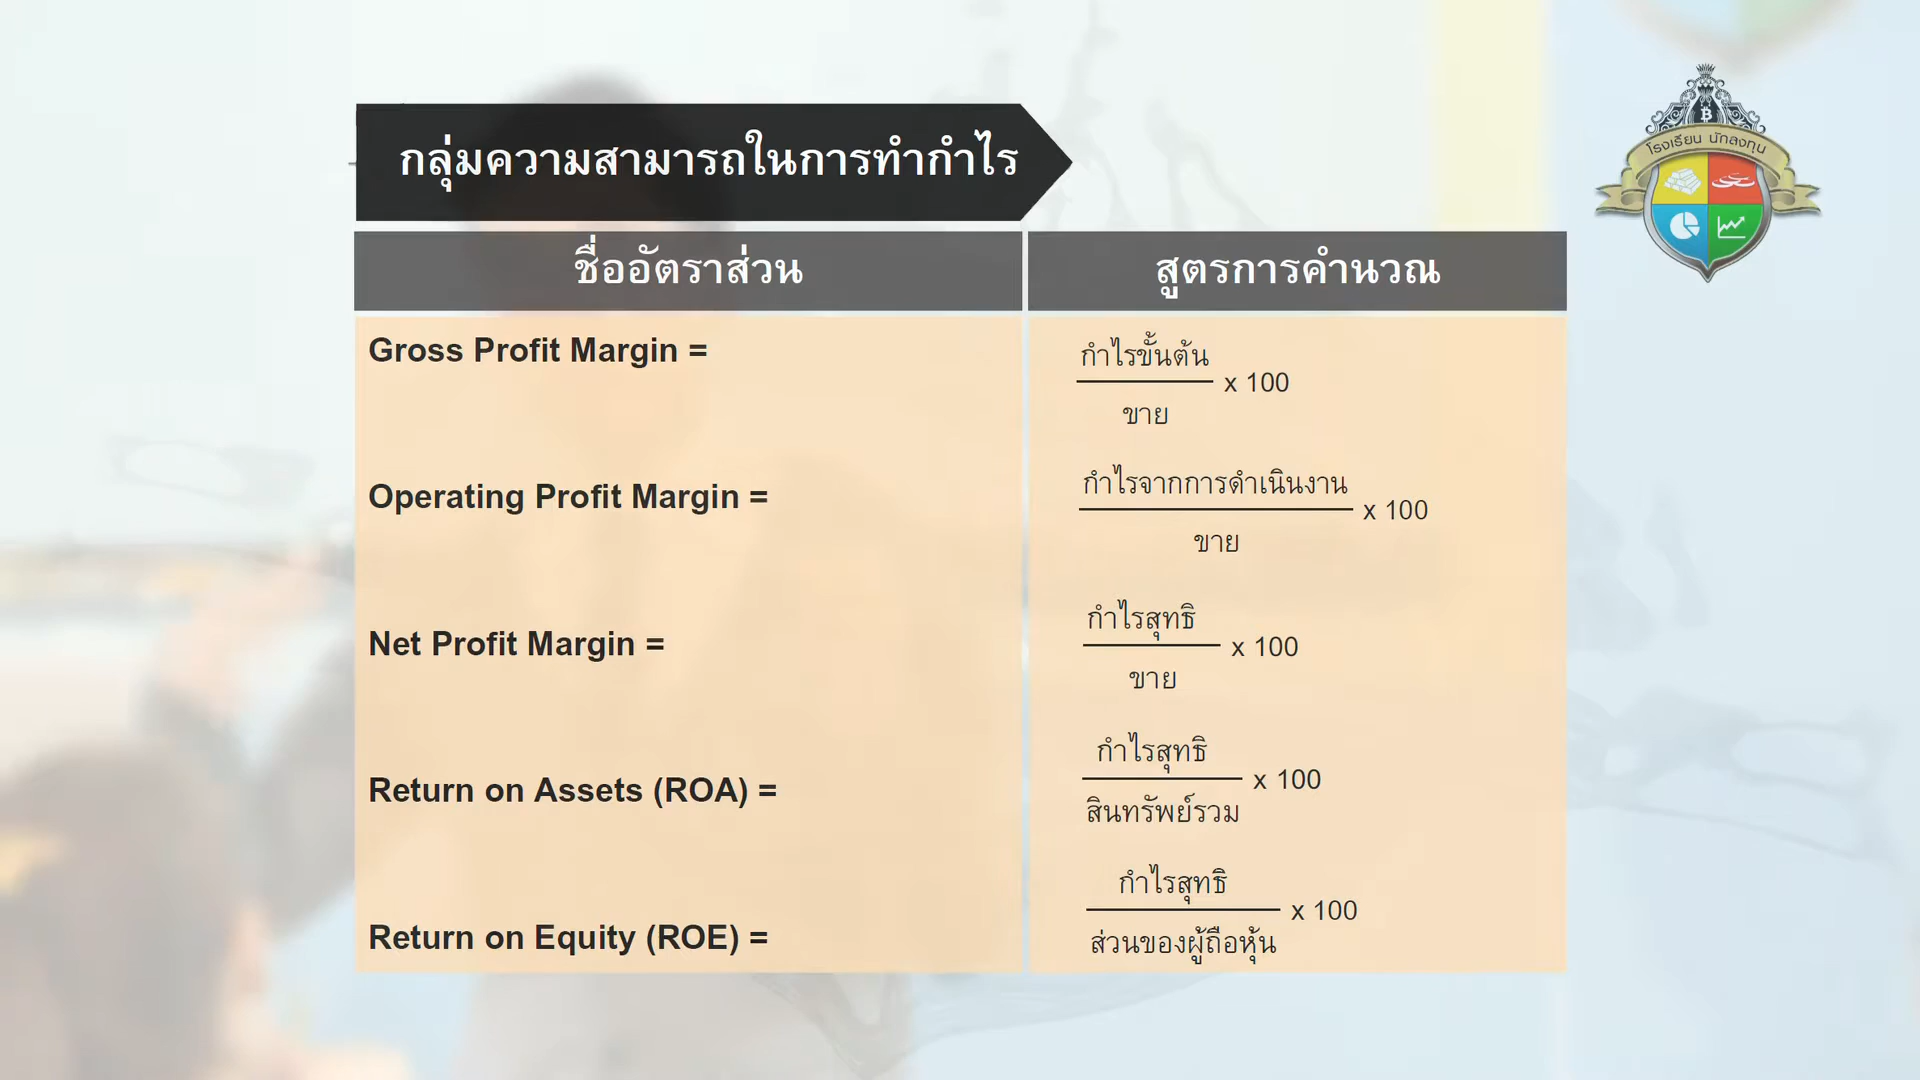 กลุ่มความสามารถในการทำกำไร
โรงเรียน นักลงทุน
ชื่ออัตราส่วน
สูตรการคำนวณ
Gross Profit Margin =
กำไรขั้นต้น
x 100
ขาย
Operating Profit Margin =
กำไรจากการดำเนินงาน
x 100
ขาย
Net Profit Margin =
กำไรสุทธิ
x 100
ขาย
Return on Assets (ROA) =
กำไรสุทธิ
x 100
สินทรัพย์รวม
Return on Equity (ROE) =
กำไรสุทธิ
x 100
ส่วนของผู้ถือหุ้น